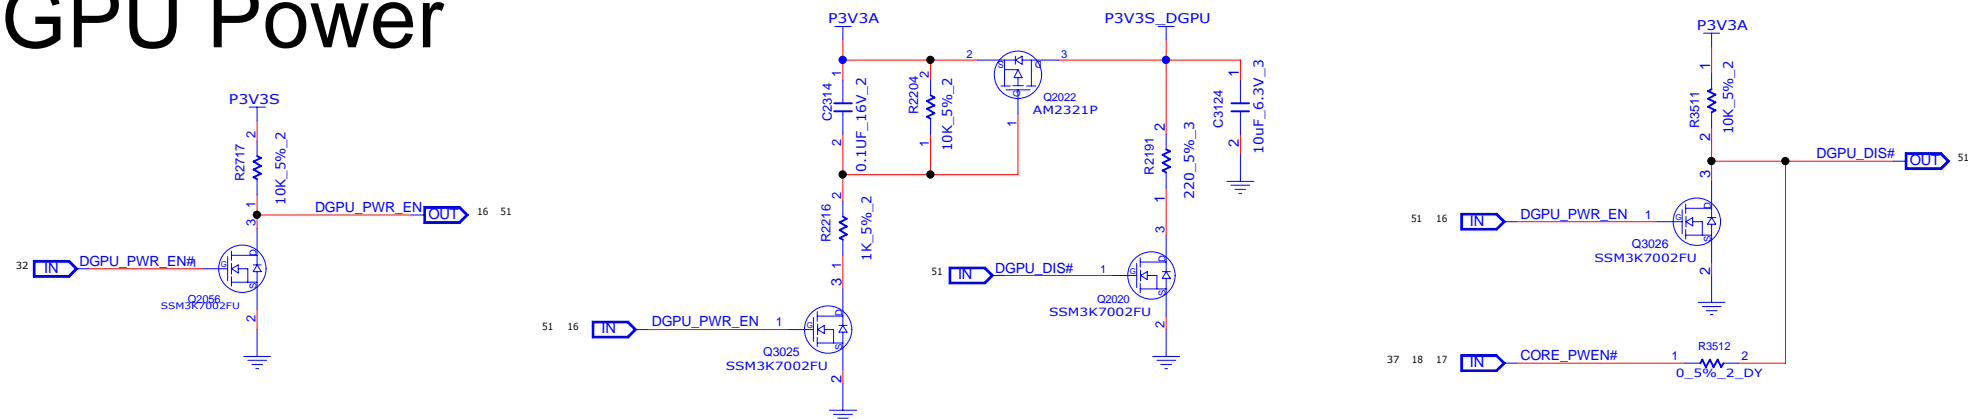 GPU Power
P3V3S
2
R2717
10K_5%_2
1
3
DGPU_PWR_EN
OUT
16 51
32
IN
DGPU_PWR_EN#
1
G
D
S
Q2056
SSM3K7002FU
2
P3V3A
1
C2314
0.1UF_16V_2
2
2
R2204
10K_5%_2
1
2
S
D
G
3
Q2022
AM2321P
1
2
R2216
1K_5%_2
1
3
51 16
IN
DGPU_PWR_EN
1
G
D
S
Q3025
SSM3K7002FU
2
P3V3S_DGPU
2
R2191
220_5%_3
1
3
1
C3124
10uF_6.3V_3
2
51
IN
DGPU_DIS#
1
G
D
S
Q2020
SSM3K7002FU
2
P3V3A
1
R3511
10K_5%_2
2
3
DGPU_DIS#
OUT
51
51 16
IN
DGPU_PWR_EN
1
G
D
S
Q3026
SSM3K7002FU
2
37 18 17
IN
CORE_PWEN#
1
R3512
2
0_5%_2_DY